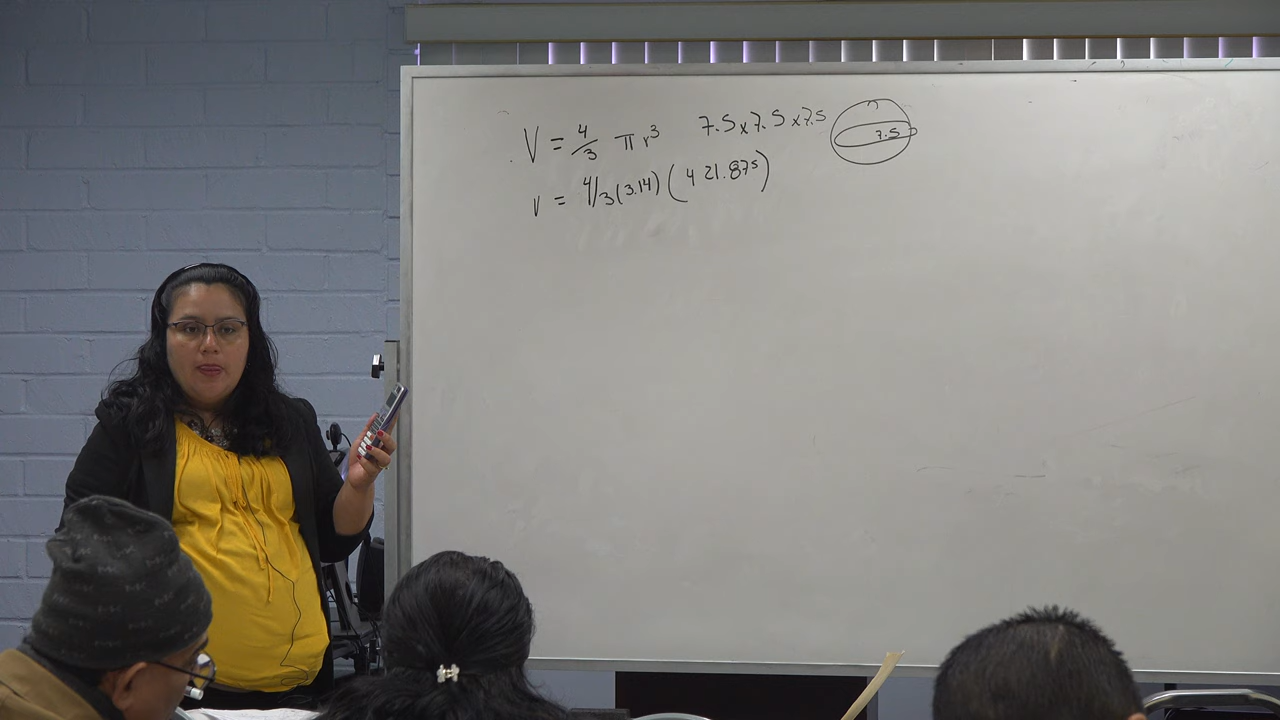 V = 4/3 π r³ 7.5 x 7.5 x 7.5
7.5
V = 4/3 (3.14) (421.875)